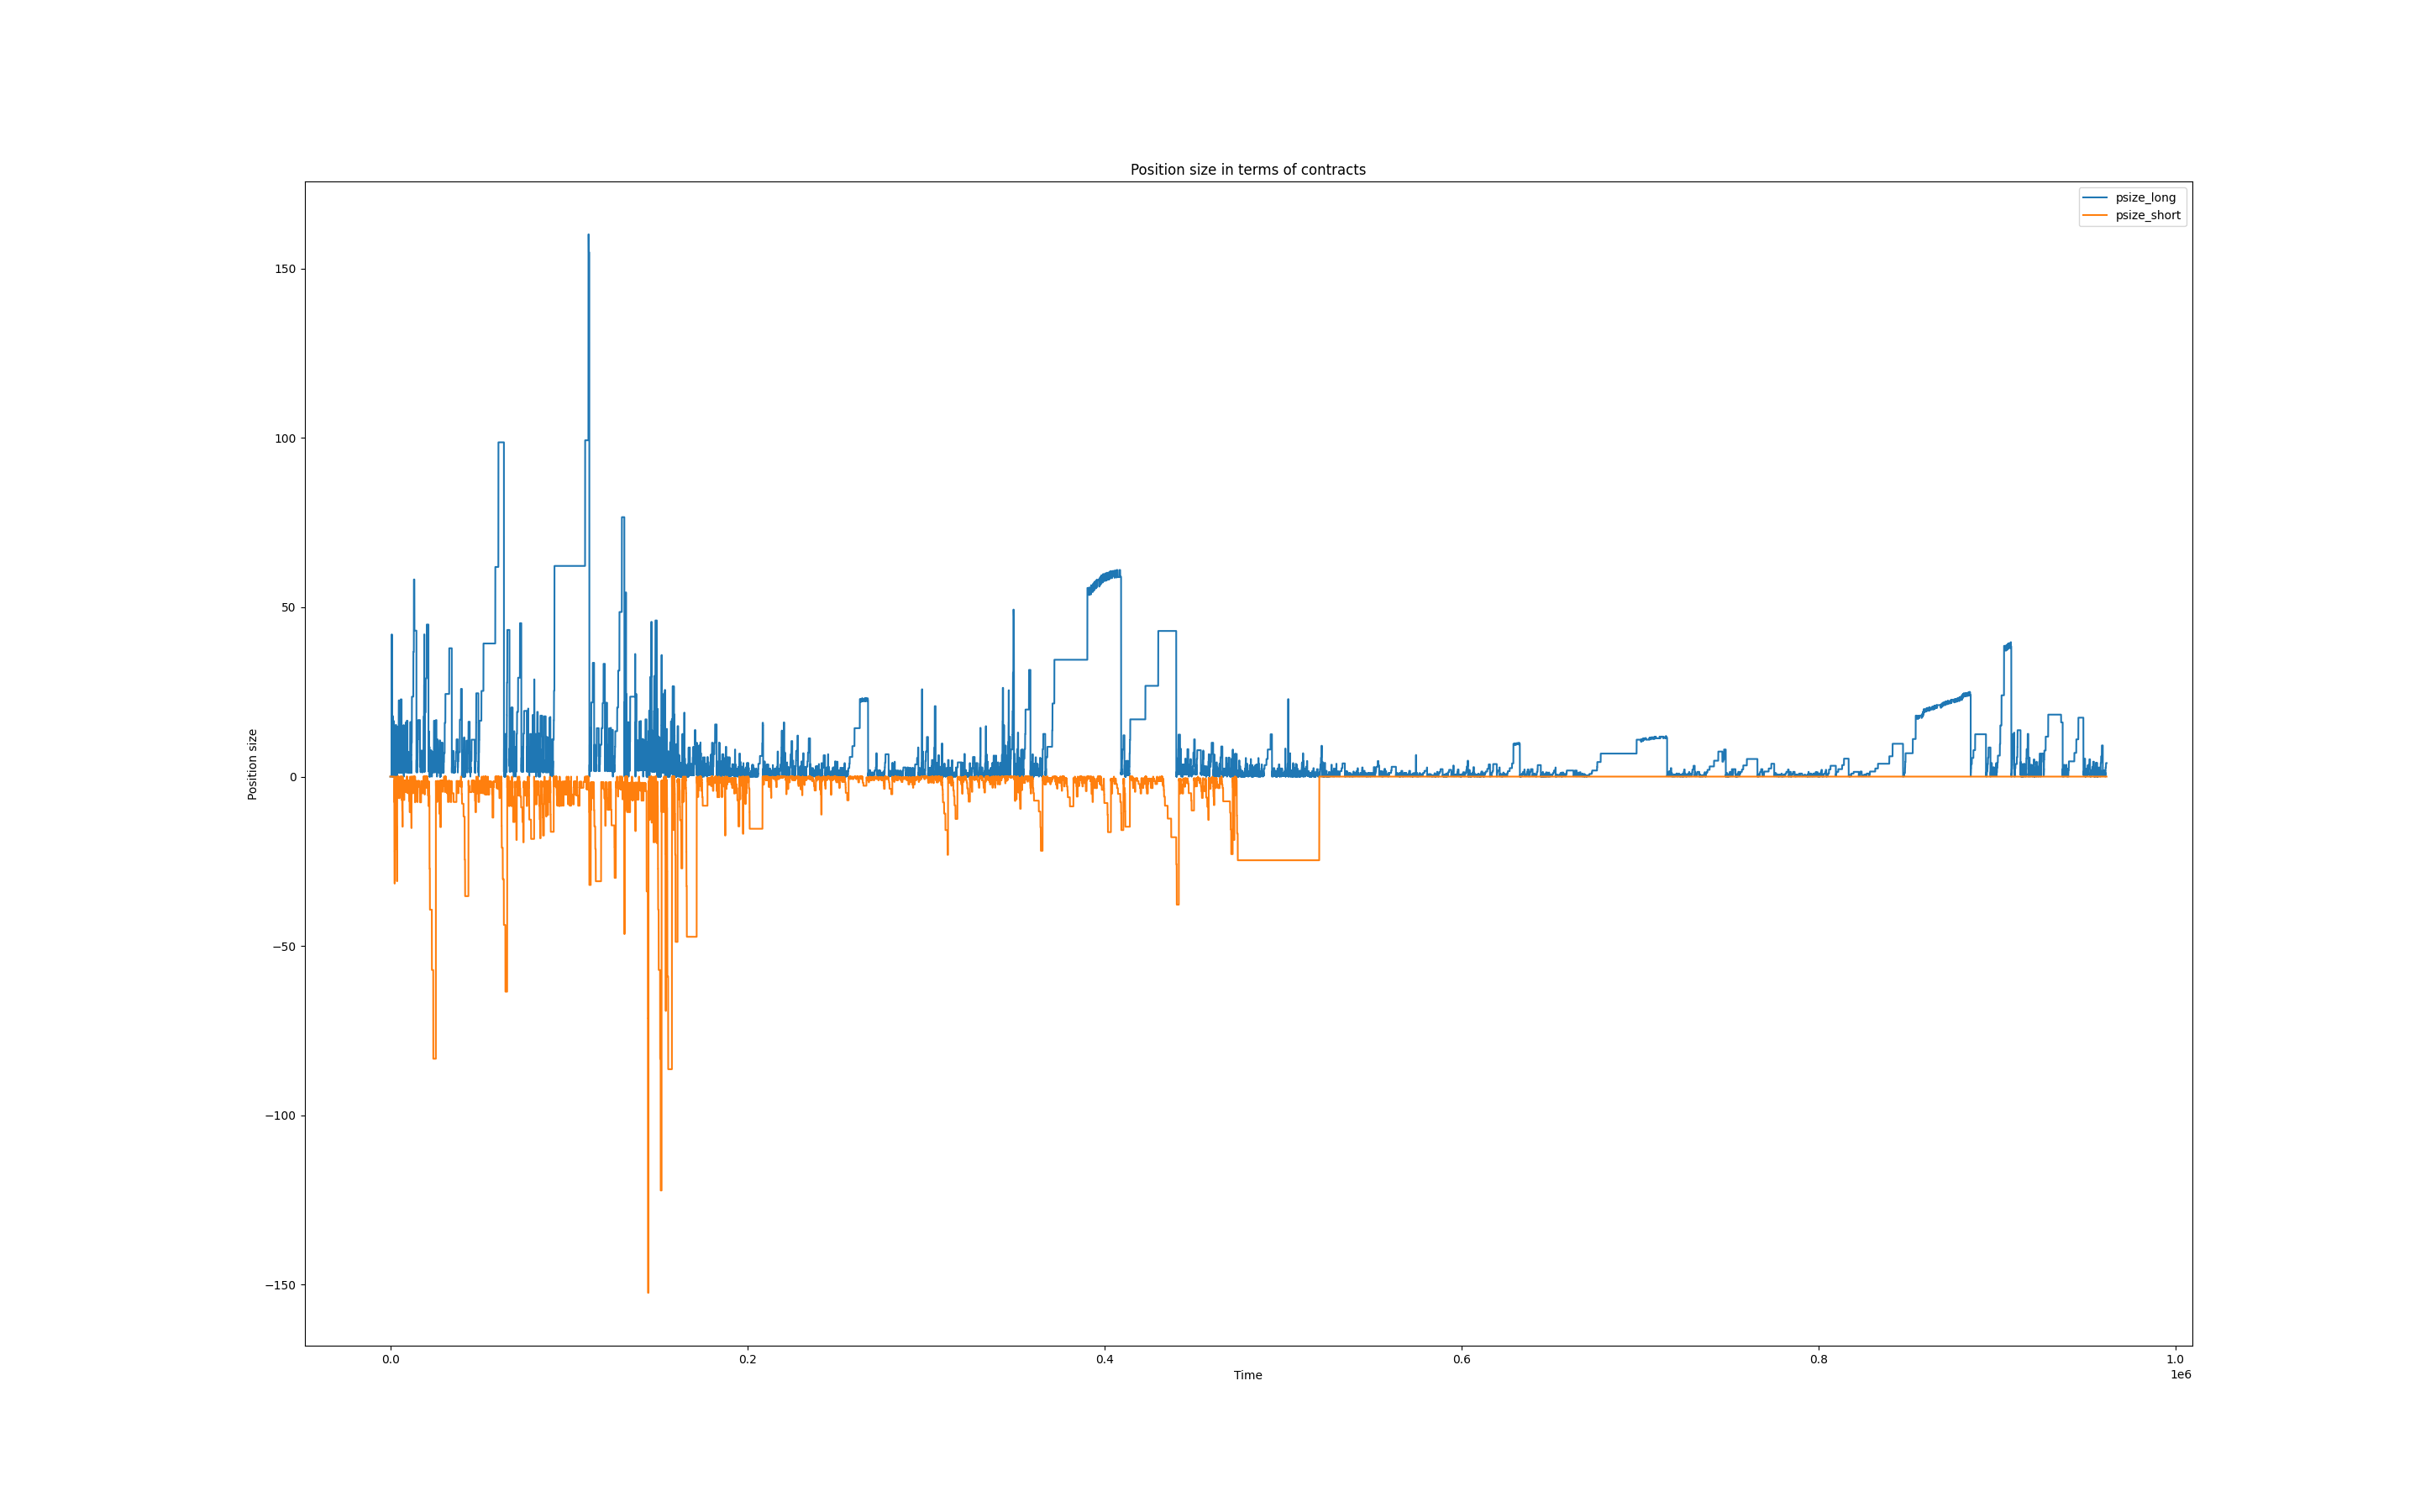 Position size in terms of contracts
psize_long
psize_short
Position size
150
100
50
0
−50
−100
−150
0.0
0.2
0.4
0.6
0.8
1.0
1e6
Time